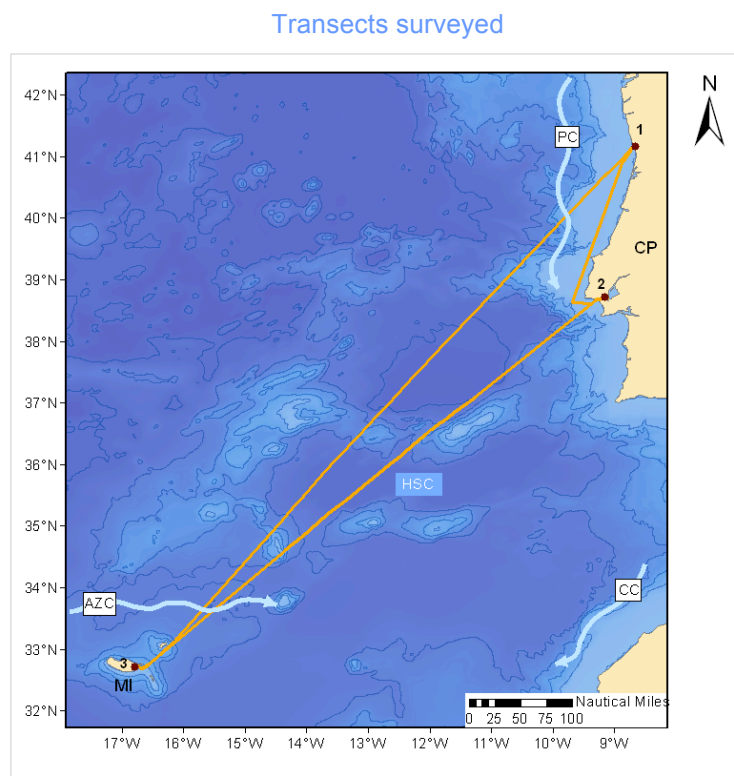 Transects surveyed
42°N
41°N
40°N
39°N
38°N
37°N
36°N
35°N
34°N
33°N
32°N
N
PC
1
CP
2
HSC
AZC
CC
3
MI
Nautical Miles
0 25 50 75 100
17°W 16°W 15°W 14°W 13°W 12°W 11°W 10°W 9°W